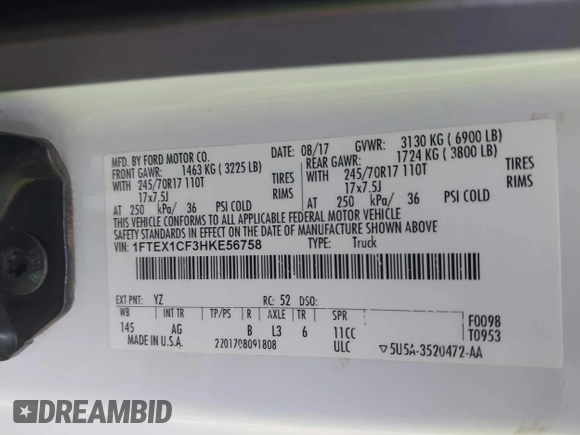 MFD. BY FORD MOTOR CO.
DATE: 08/17 GVWR: 3130 KG ( 6900 LB)
FRONT GAWR: 1463 KG ( 3225 LB) REAR GAWR: 1724 KG ( 3800 LB)
WITH 245/70R17 110T TIRES WITH 245/70R17 110T TIRES
17x7.5J RIMS 17x7.5J RIMS
AT 250 kPa/ 36 PSI COLD AT 250 kPa/ 36 PSI COLD
THIS VEHICLE CONFORMS TO ALL APPLICABLE FEDERAL MOTOR VEHICLE
SAFETY STANDARDS IN EFFECT ON THE DATE OF MANUFACTURE SHOWN ABOVE.
VIN: 1FTEX1CF3HKE56758 TYPE: Truck
EXT PNT: YZ RC: 52 DSO:
WB INT TR TP/PS R AXLE TR SPR F0098
145 AG B L3 6 11CC T0953
MADE IN U.S.A. 2201708091808 ULC ▽5U5A-3520472-AA
DREAMBID